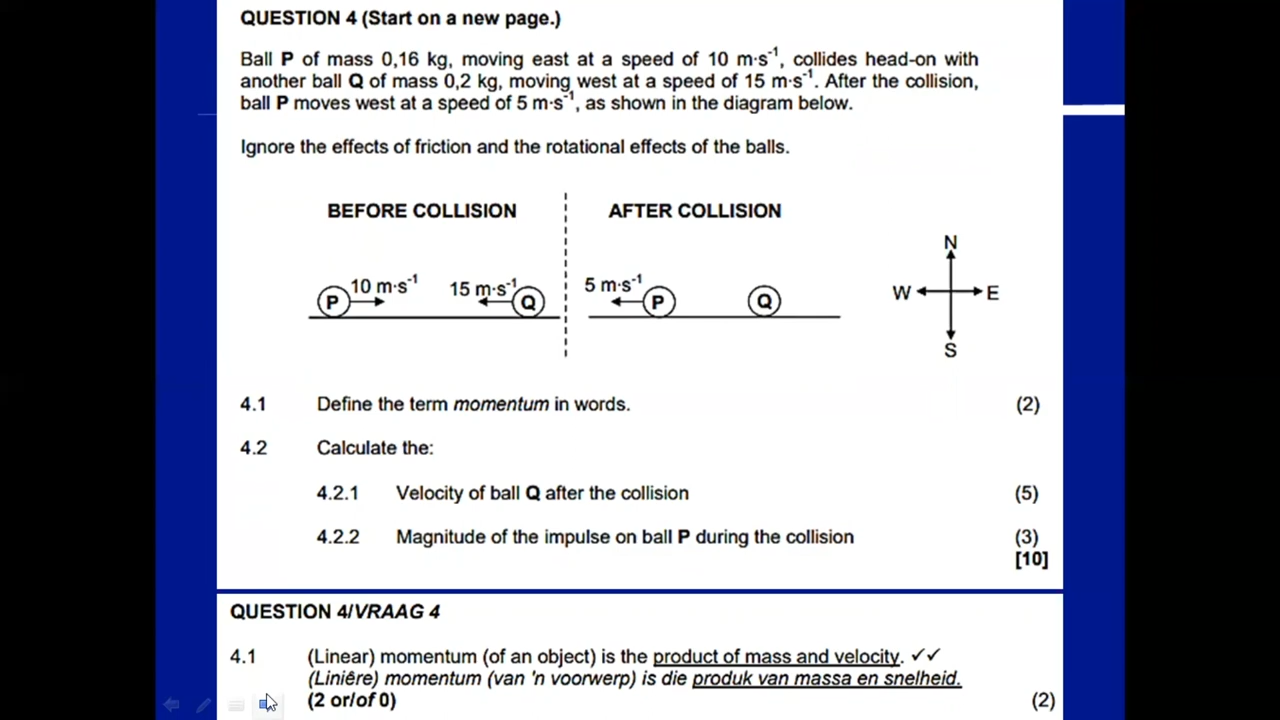 QUESTION 4 (Start on a new page.)
Ball P of mass 0,16 kg, moving east at a speed of 10 m·s⁻¹, collides head-on with
another ball Q of mass 0,2 kg, moving west at a speed of 15 m·s⁻¹. After the collision,
ball P moves west at a speed of 5 m·s⁻¹, as shown in the diagram below.
Ignore the effects of friction and the rotational effects of the balls.
BEFORE COLLISION AFTER COLLISION
N
10 m·s⁻¹ 15 m·s⁻¹ 5 m·s⁻¹
P Q P Q W E
S
4.1 Define the term momentum in words. (2)
4.2 Calculate the:
4.2.1 Velocity of ball Q after the collision (5)
4.2.2 Magnitude of the impulse on ball P during the collision (3)
[10]
QUESTION 4/VRAAG 4
4.1 (Linear) momentum (of an object) is the product of mass and velocity. ✓✓
(Liniêre) momentum (van 'n voorwerp) is die produk van massa en snelheid.
(2 or/of 0) (2)